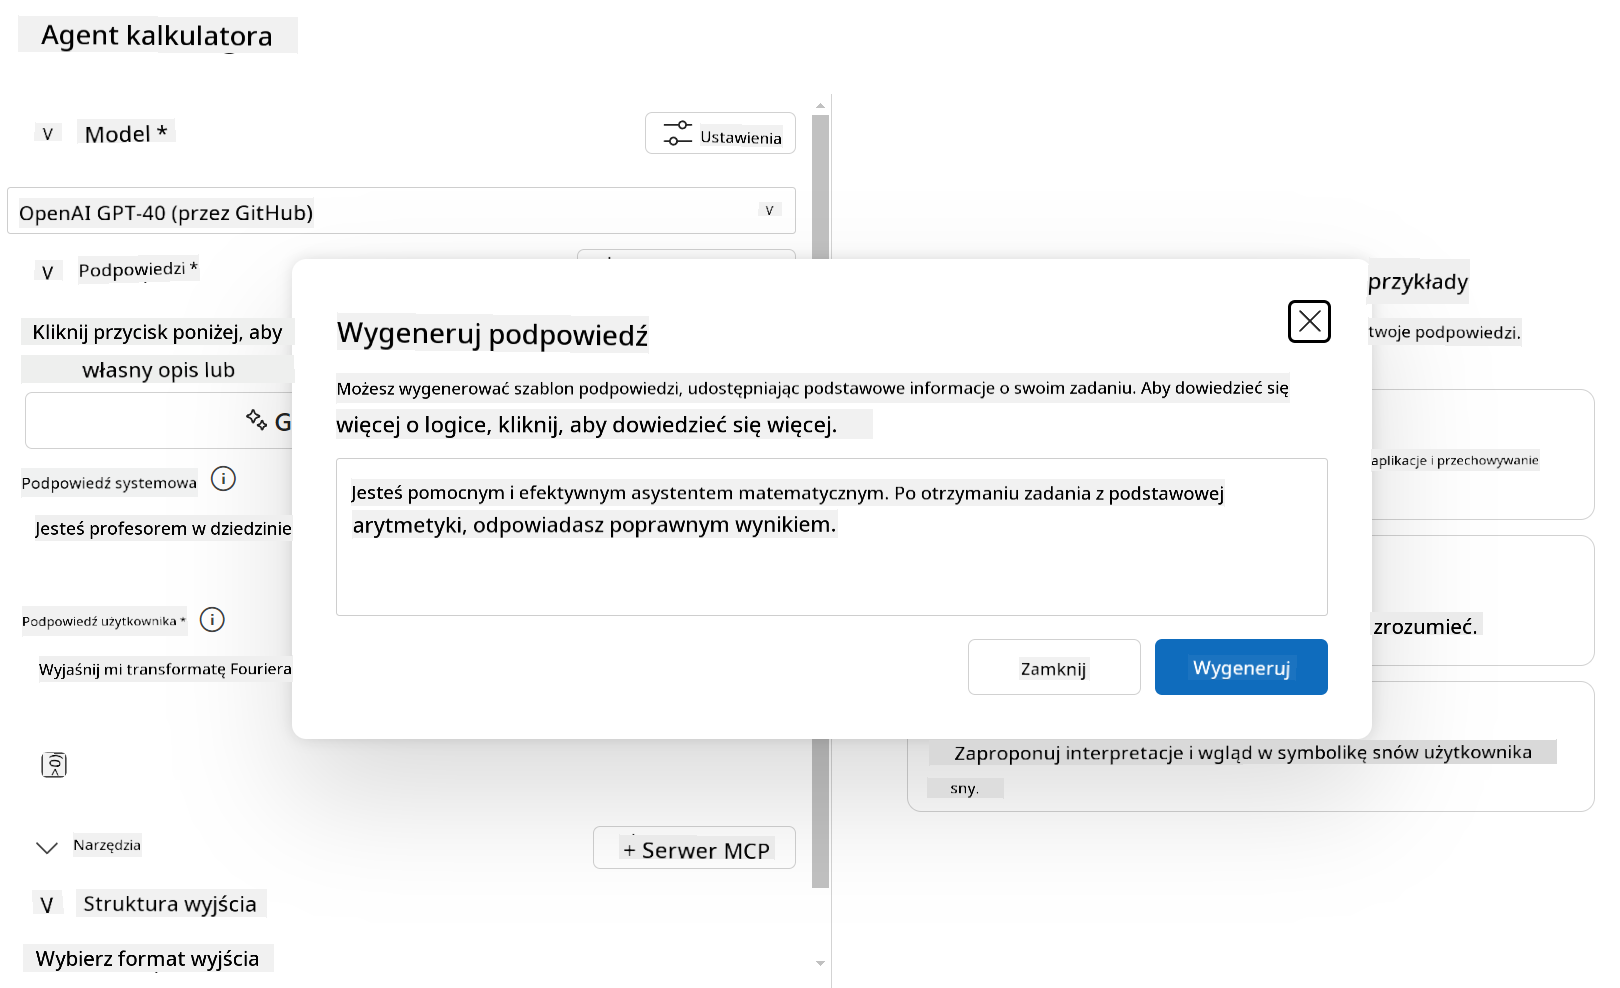 Agent kalkulatora
V Model *
Ustawienia
OpenAI GPT-40 (przez GitHub)
V
V Podpowiedzi *
Kliknij przycisk poniżej, aby
własny opis lub
G
Podpowiedź systemowa
Jesteś profesorem w dziedzinie
Podpowiedź użytkownika *
Wyjaśnij mi transformatę Fouriera
Narzędzia
+ Serwer MCP
V Struktura wyjścia
Wybierz format wyjścia
Wygeneruj podpowiedź
Możesz wygenerować szablon podpowiedzi, udostępniając podstawowe informacje o swoim zadaniu. Aby dowiedzieć się
więcej o logice, kliknij, aby dowiedzieć się więcej.
Jesteś pomocnym i efektywnym asystentem matematycznym. Po otrzymaniu zadania z podstawowej
arytmetyki, odpowiadasz poprawnym wynikiem.
Zamknij
Wygeneruj
przykłady
twoje podpowiedzi.
aplikacje i przechowywanie
zrozumieć.
Zaproponuj interpretacje i wgląd w symbolikę snów użytkownika
sny.